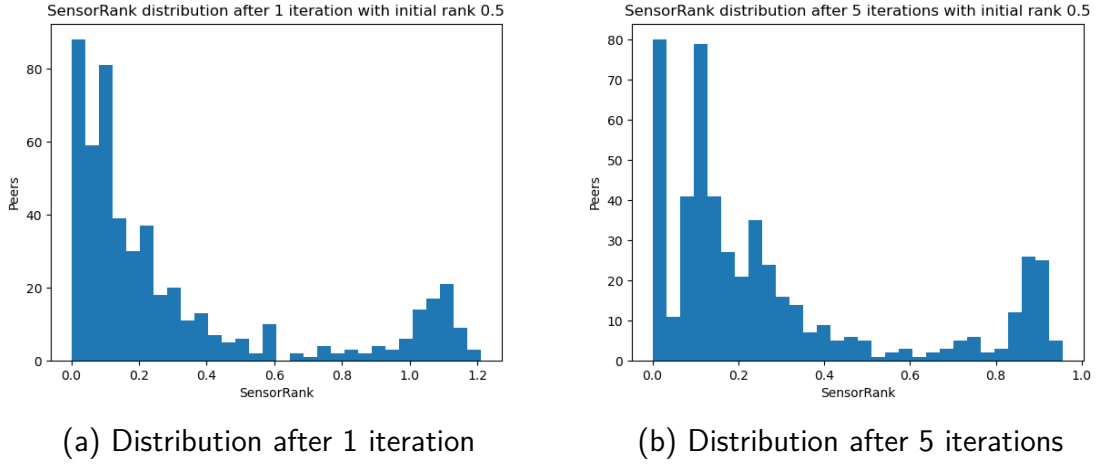 SensorRank distribution after 1 iteration with initial rank 0.5
80
60
40
20
0
Peers
0.0 0.2 0.4 0.6 0.8 1.0 1.2
SensorRank
(a) Distribution after 1 iteration
SensorRank distribution after 5 iterations with initial rank 0.5
80
70
60
50
40
30
20
10
0
Peers
0.0 0.2 0.4 0.6 0.8 1.0
SensorRank
(b) Distribution after 5 iterations